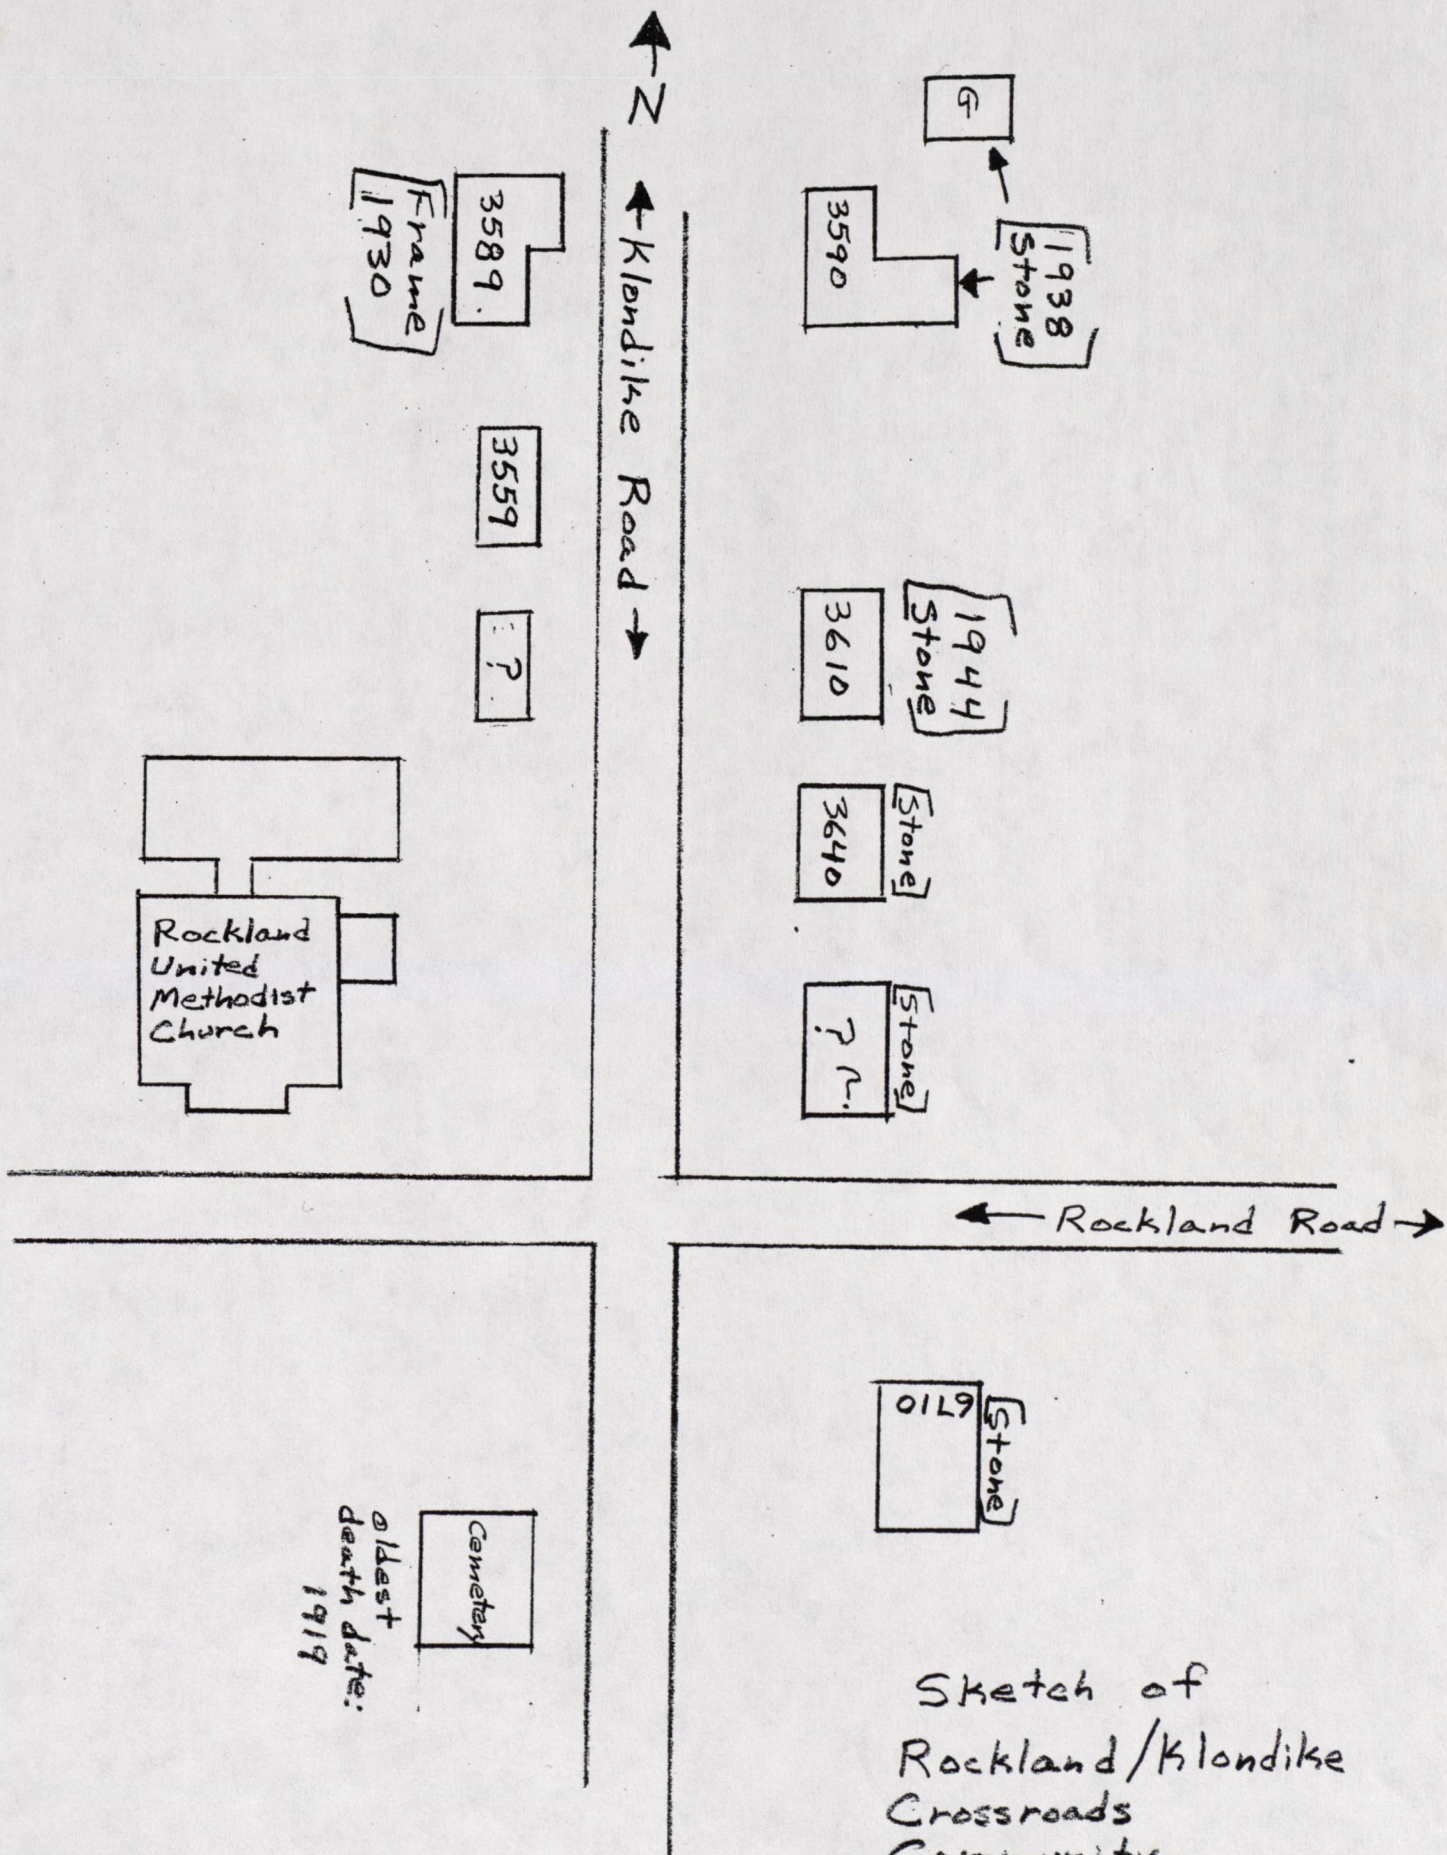 N
G
1938
Stone
3589
Frame
1930
← Klondike Road →
3590
3559
?
3610
1944
Stone
3640
Stone
Rockland
United
Methodist
Church
?
Stone
← Rockland Road →
6710
Stone
Cemetery
oldest
death date:
1919
Sketch of
Rockland/Klondike
Crossroads
Community